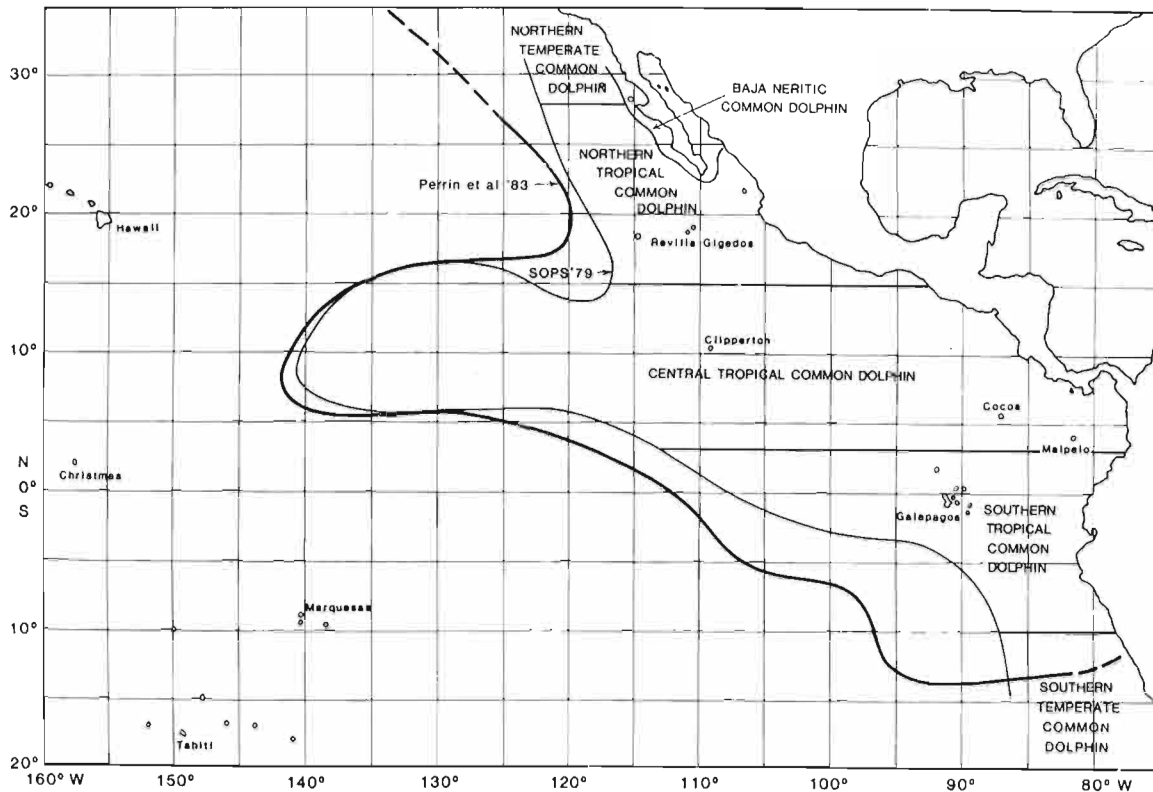 NORTHERN
TEMPERATE
COMMON
DOLPHIN
30°
BAJA NERITIC
COMMON DOLPHIN
NORTHERN
TROPICAL
COMMON
DOLPHIN
Perrin et al '83
20°
Hawaii
Revilla Gigedos
SOPS'79
10°
Clipperton
CENTRAL TROPICAL COMMON DOLPHIN
Cocoa
Malpelo
N
Christmas
0°
S
Galapagos
SOUTHERN
TROPICAL
COMMON
DOLPHIN
Marquesas
10°
SOUTHERN
TEMPERATE
COMMON
DOLPHIN
Tahiti
20°
160° W
150°
140°
130°
120°
110°
100°
90°
80° W